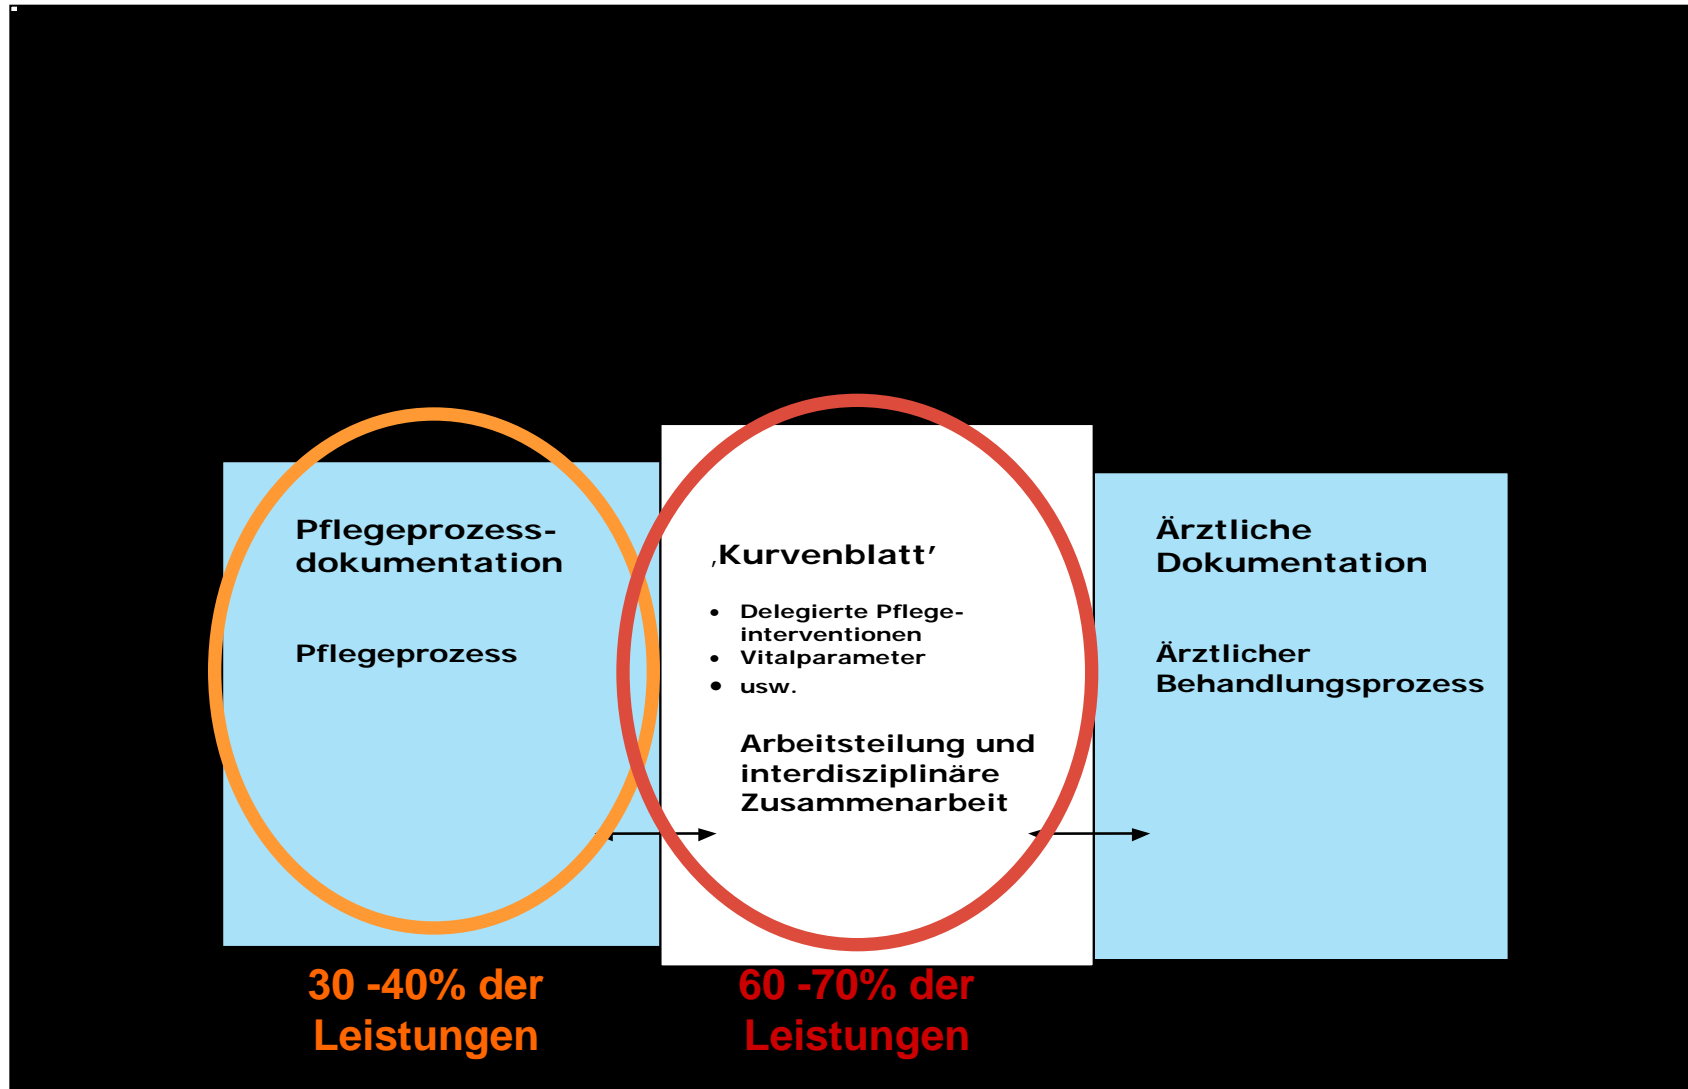 Pflegeprozess-
dokumentation
Pflegeprozess
‚Kurvenblatt’
• Delegierte Pflege-
interventionen
• Vitalparameter
• usw.
Arbeitsteilung und
interdisziplinäre
Zusammenarbeit
Ärztliche
Dokumentation
Ärztlicher
Behandlungsprozess
30 -40% der
Leistungen
60 -70% der
Leistungen